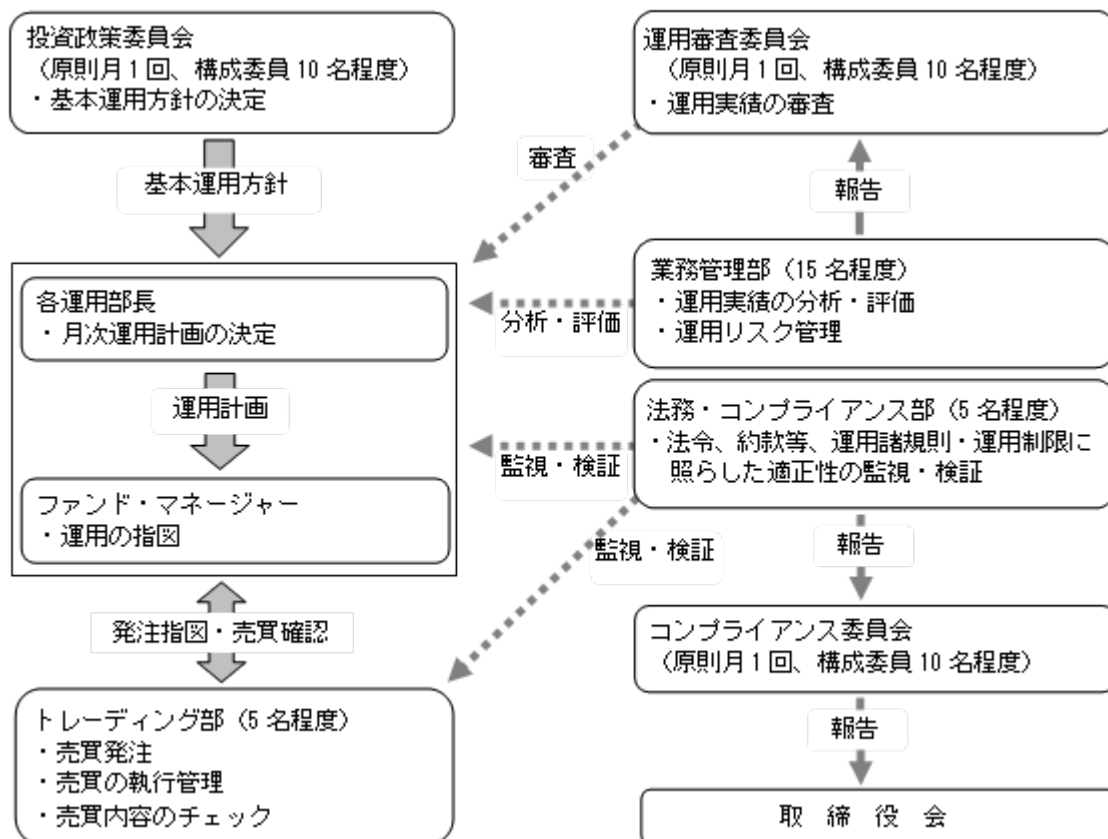 投資政策委員会
（原則月1回、構成委員10名程度）
・基本運用方針の決定
基本運用方針
各運用部長
・月次運用計画の決定
運用計画
ファンド・マネージャー
・運用の指図
発注指図・売買確認
トレーディング部（5名程度）
・売買発注
・売買の執行管理
・売買内容のチェック
運用審査委員会
（原則月1回、構成委員10名程度）
・運用実績の審査
審査
報告
業務管理部（15名程度）
・運用実績の分析・評価
・運用リスク管理
分析・評価
法務・コンプライアンス部（5名程度）
・法令、約款等、運用諸規則・運用制限に
照らした適正性の監視・検証
監視・検証
監視・検証
報告
コンプライアンス委員会
（原則月1回、構成委員10名程度）
報告
取 締 役 会